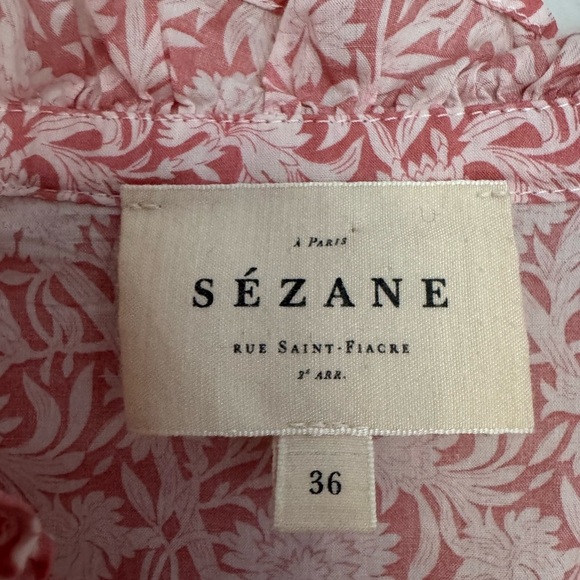 À PARIS
SÉZANE
RUE SAINT-FIACRE
2ᵉ ARR.
36